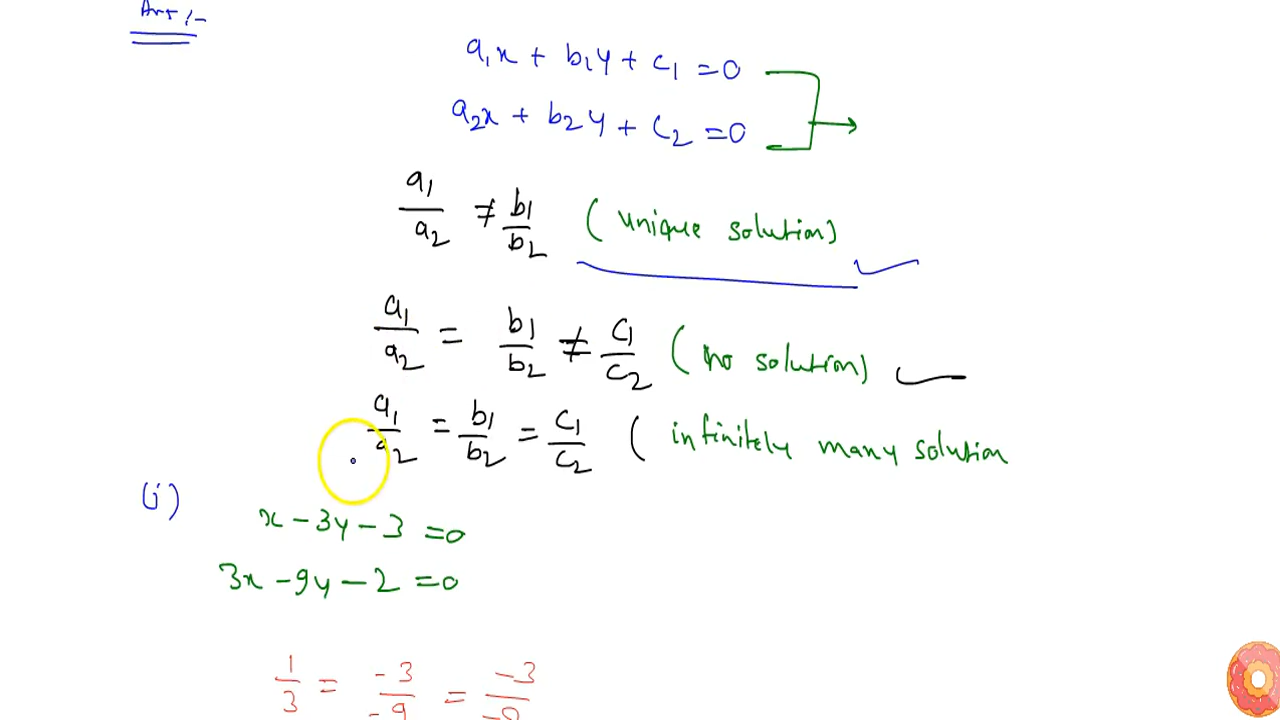 Ans :-
a₁x + b₁y + c₁ = 0
a₂x + b₂y + c₂ = 0
a₁/a₂ ≠ b₁/b₂ (unique solution)
a₁/a₂ = b₁/b₂ ≠ c₁/c₂ (no solution)
a₁/a₂ = b₁/b₂ = c₁/c₂ (infinitely many solution
(i)
x - 3y - 3 = 0
3x - 9y - 2 = 0
1/3 = -3/-9 = -3/